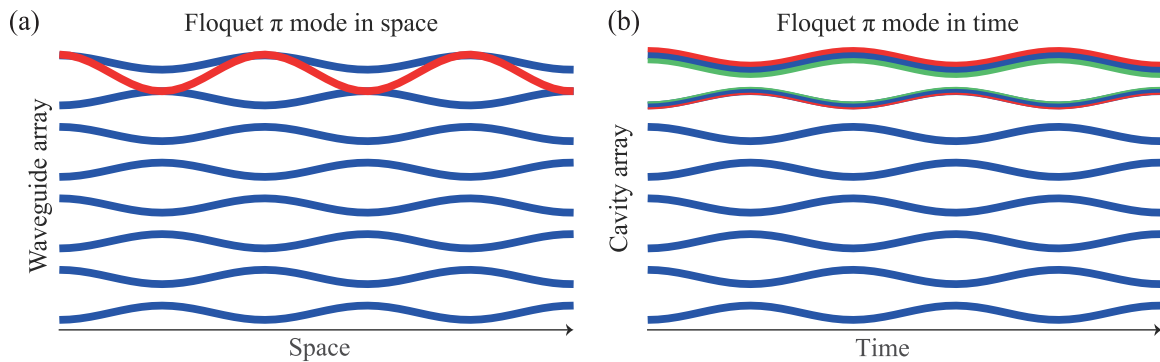 (a)
Floquet π mode in space
Waveguide array
Space
(b)
Floquet π mode in time
Cavity array
Time